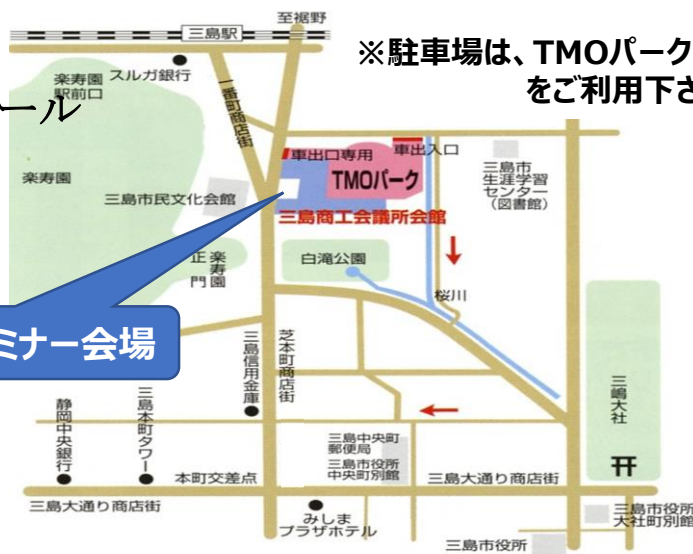 至裾野
三島駅
※駐車場は、TMOパーク
をご利用下さ
楽寿園
駅前口
スルガ銀行
ール
一番町商店街
車出口専用
車出入口
TMOパーク
三島市
生涯学習
センター
(図書館)
楽寿園
三島市民文化会館
三島商工会議所会館
楽寿園
正門
白滝公園
桜川
ミナー会場
三島信用金庫
芝本町商店街
三嶋大社
静岡中央銀行
三島本町タワー
三島中央町
郵便局
三島市役所
中央町別館
本町交差点
三島大通り商店街
三島大通り商店街
みしま
プラザホテル
三島市役所
大社町別館
三島市役所